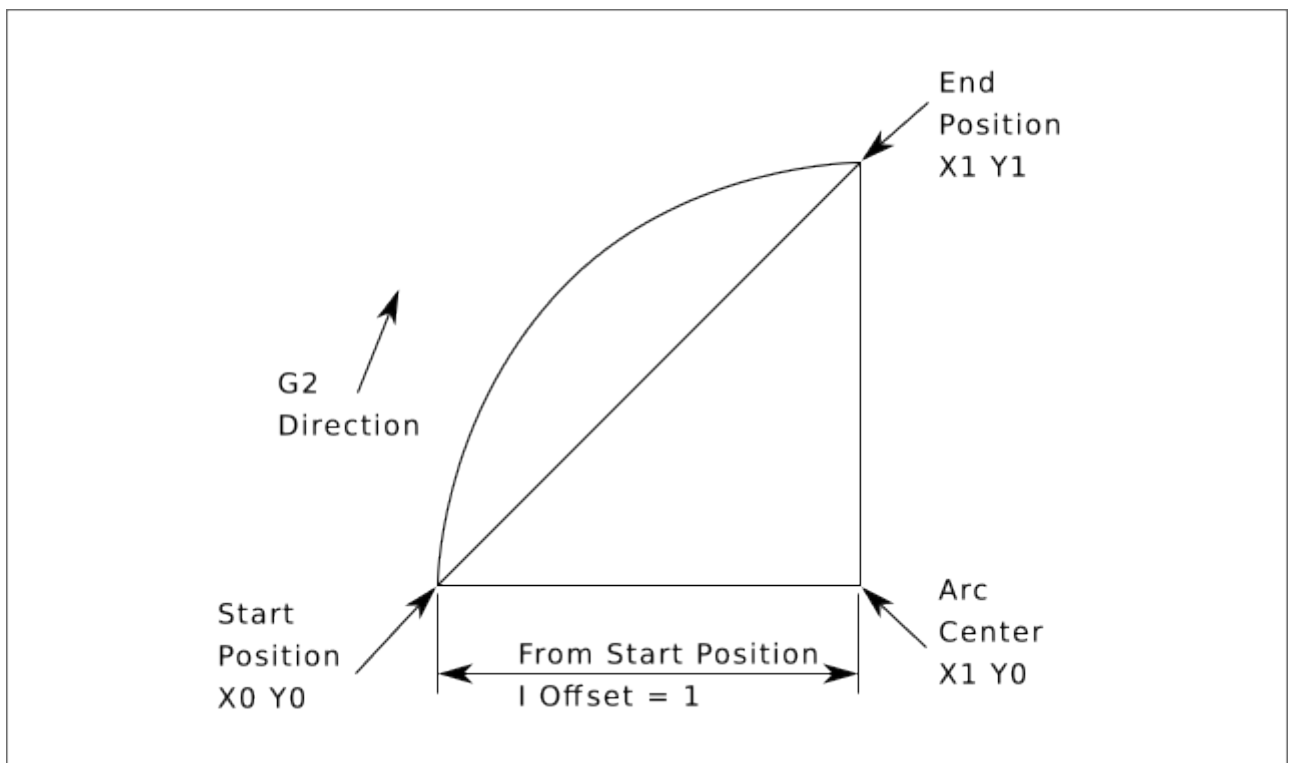 End
Position
X1 Y1
G2
Direction
Start
Position
X0 Y0
From Start Position
I Offset = 1
Arc
Center
X1 Y0